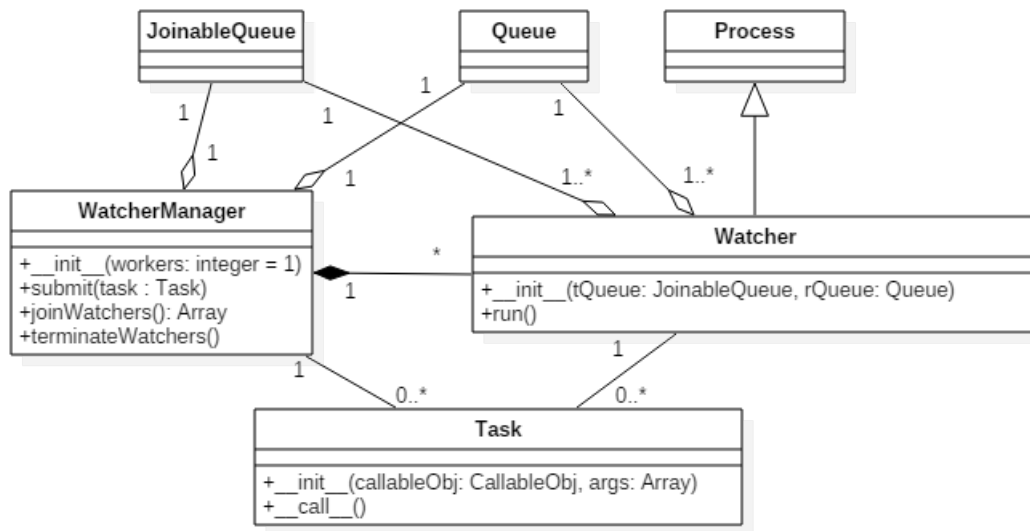 JoinableQueue
Queue
Process
1
1
1
1
1
1
1..*
1..*
WatcherManager
+__init__(workers: integer = 1)
+submit(task : Task)
+joinWatchers(): Array
+terminateWatchers()
*
1
Watcher
+__init__(tQueue: JoinableQueue, rQueue: Queue)
+run()
1
0..*
1
0..*
Task
+__init__(callableObj: CallableObj, args: Array)
+__call__()